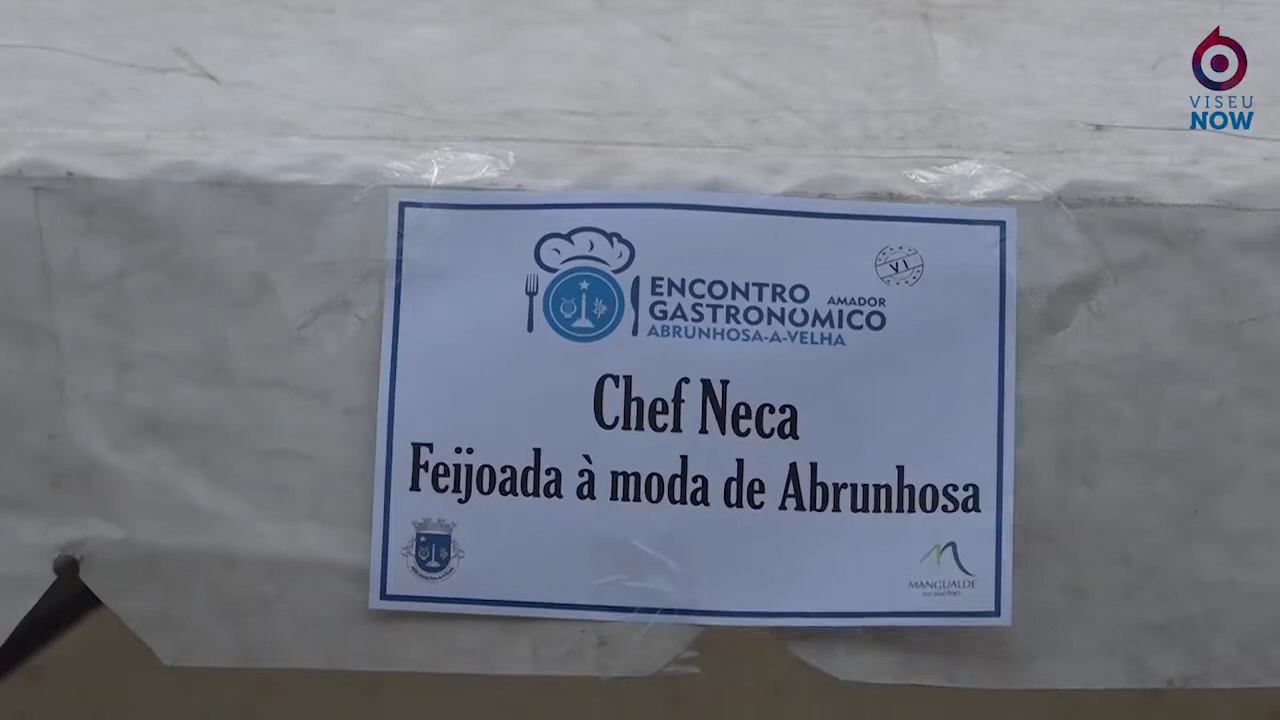 VISEU
NOW
VI
ENCONTRO
AMADOR
GASTRONÓMICO
ABRUNHOSA-A-VELHA
Chef Neca
Feijoada à moda de Abrunhosa
MANGUALDE